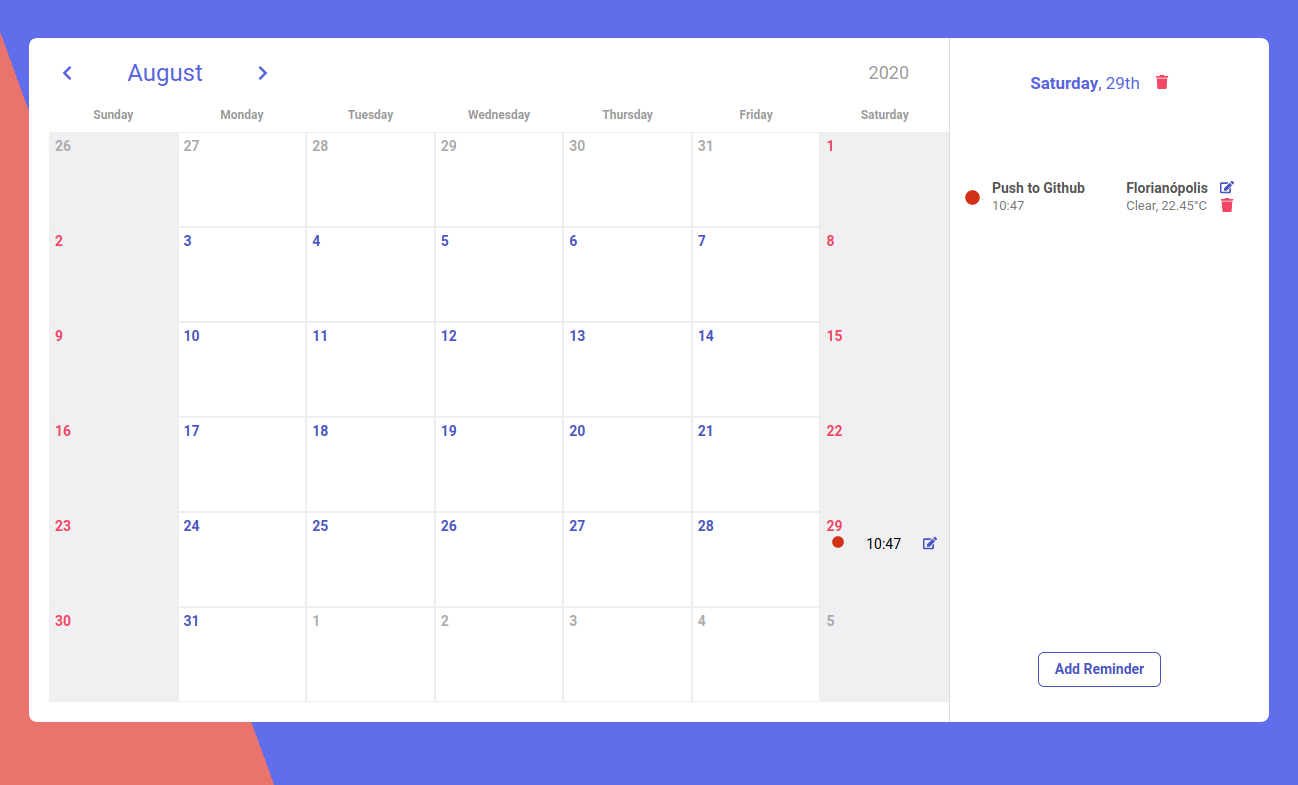 August
2020
Saturday, 29th
Sunday Monday Tuesday Wednesday Thursday Friday Saturday
26 27 28 29 30 31 1
2 3 4 5 6 7 8
9 10 11 12 13 14 15
16 17 18 19 20 21 22
23 24 25 26 27 28 29
10:47
30 31 1 2 3 4 5
Push to Github Florianópolis
10:47 Clear, 22.45°C
Add Reminder